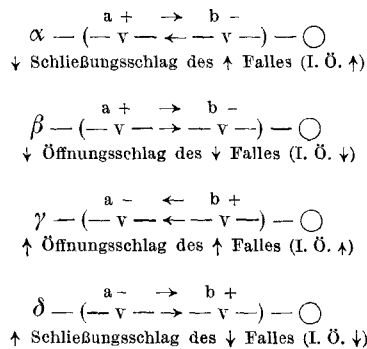 a + → b −
α — (— v — ← — v —) — ◯
↓ Schließungsschlag des ↑ Falles (I. Ö. ↑)
a + → b −
β — (— v — → — v —) — ◯
↓ Öffnungsschlag des ↓ Falles (I. Ö. ↓)
a − ← b +
γ — (— v — ← — v —) — ◯
↑ Öffnungsschlag des ↑ Falles (I. Ö. ↑)
a − → b +
δ — (— v — → — v —) — ◯
↑ Schließungsschlag des ↓ Falles (I. Ö. ↓)